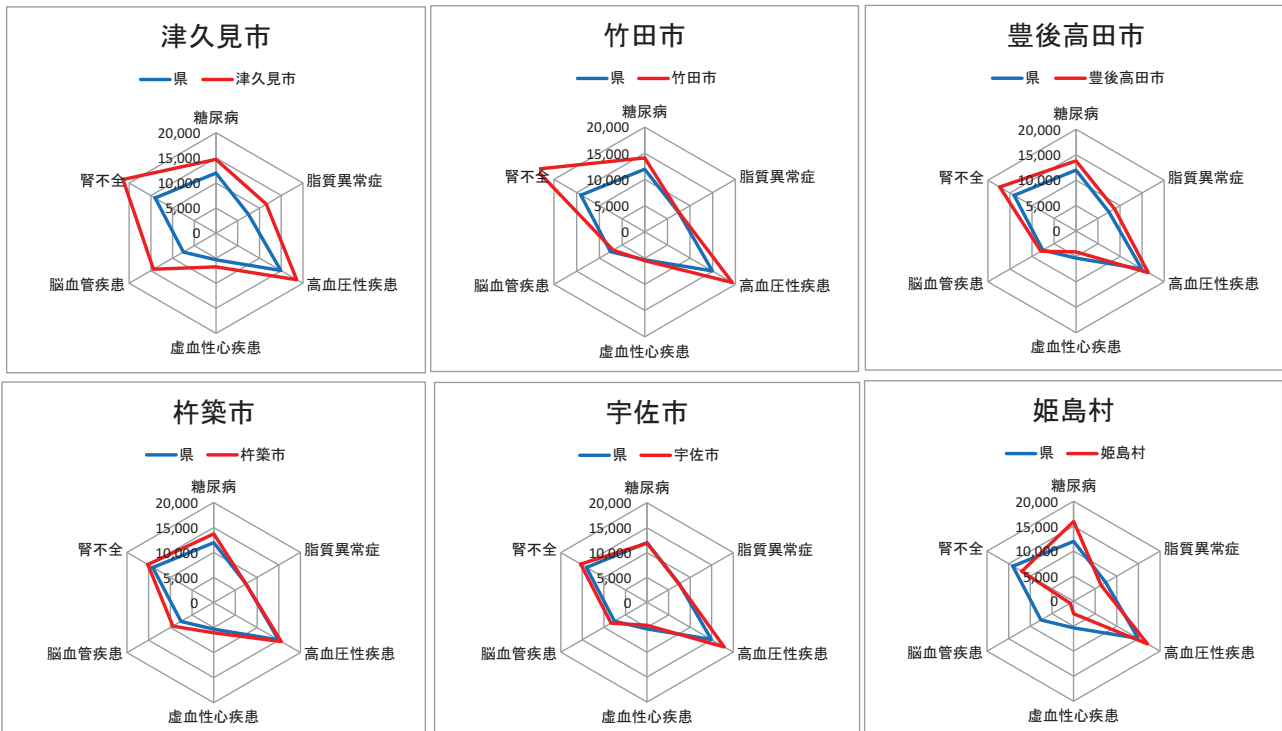 津久見市
県 津久見市
糖尿病
20,000
15,000
10,000
5,000
0
脂質異常症
高血圧性疾患
虚血性心疾患
脳血管疾患
腎不全
竹田市
県 竹田市
糖尿病
20,000
15,000
10,000
5,000
0
脂質異常症
高血圧性疾患
虚血性心疾患
脳血管疾患
腎不全
豊後高田市
県 豊後高田市
糖尿病
20,000
15,000
10,000
5,000
0
脂質異常症
高血圧性疾患
虚血性心疾患
脳血管疾患
腎不全
杵築市
県 杵築市
糖尿病
20,000
15,000
10,000
5,000
0
脂質異常症
高血圧性疾患
虚血性心疾患
脳血管疾患
腎不全
宇佐市
県 宇佐市
糖尿病
20,000
15,000
10,000
5,000
0
脂質異常症
高血圧性疾患
虚血性心疾患
脳血管疾患
腎不全
姫島村
県 姫島村
糖尿病
20,000
15,000
10,000
5,000
0
脂質異常症
高血圧性疾患
虚血性心疾患
脳血管疾患
腎不全